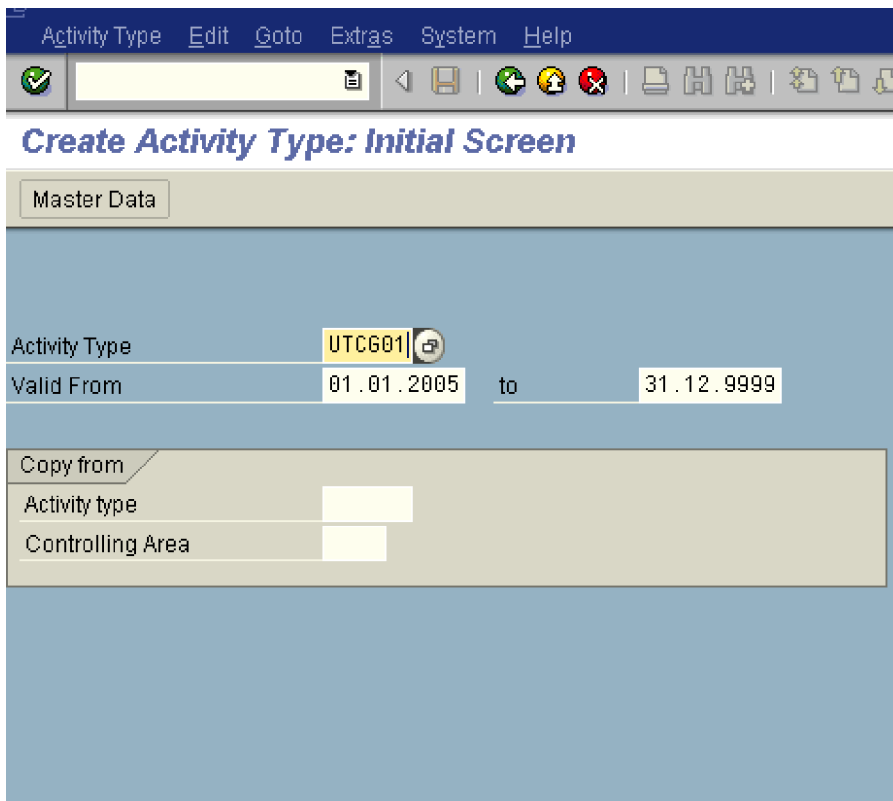 Activity Type Edit Goto Extras System Help
Create Activity Type: Initial Screen
Master Data
Activity Type UTCG01
Valid From 01.01.2005 to 31.12.9999
Copy from
Activity type
Controlling Area